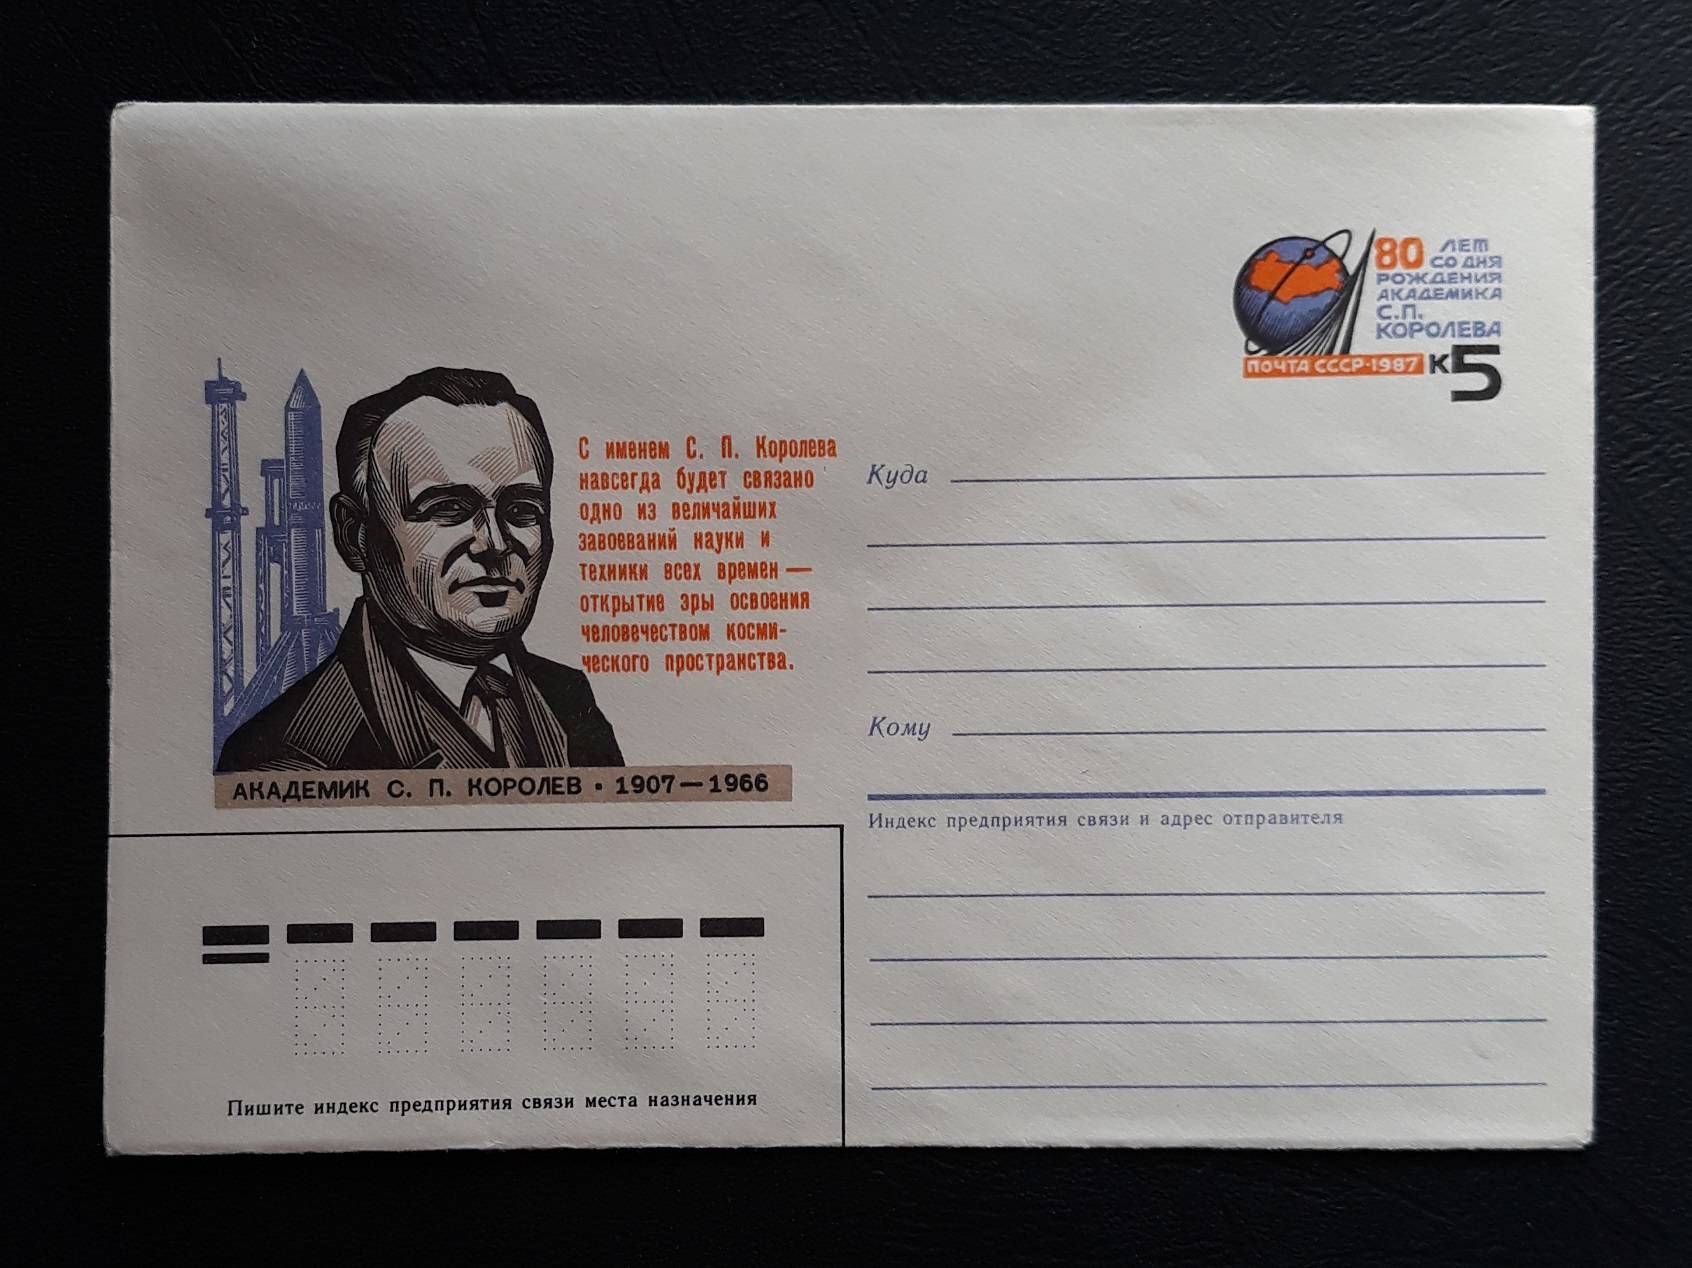 80 ЛЕТ
СО ДНЯ
РОЖДЕНИЯ
АКАДЕМИКА
С.П.
КОРОЛЕВА
ПОЧТА СССР·1987 К5
С именем С. П. Королева
навсегда будет связано
одно из величайших
завоеваний науки и
техники всех времен —
открытие эры освоения
человечеством косми-
ческого пространства.
АКАДЕМИК С. П. КОРОЛЕВ · 1907—1966
Куда
Кому
Индекс предприятия связи и адрес отправителя
Пишите индекс предприятия связи места назначения